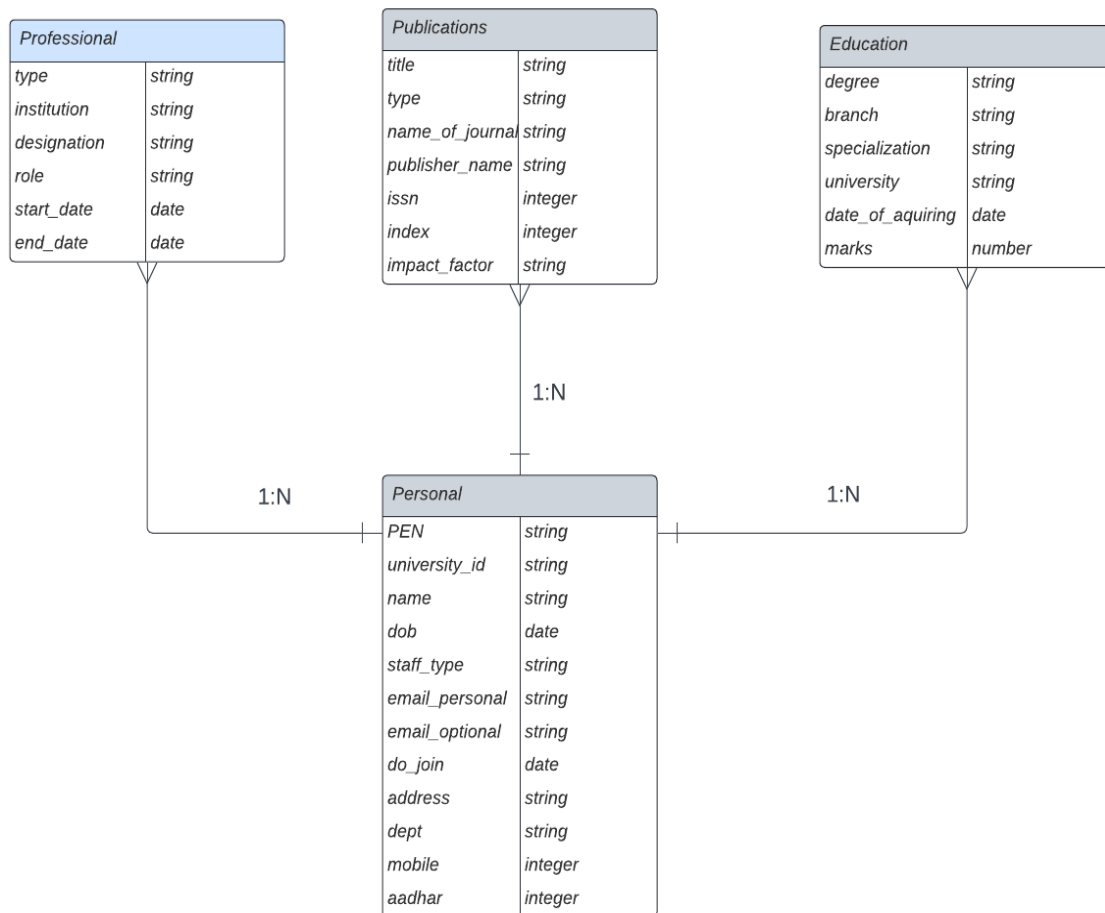 Professional
type string
institution string
designation string
role string
start_date date
end_date date
Publications
title string
type string
name_of_journal string
publisher_name string
issn integer
index integer
impact_factor string
Education
degree string
branch string
specialization string
university string
date_of_aquiring date
marks number
1:N
1:N
1:N
Personal
PEN string
university_id string
name string
dob date
staff_type string
email_personal string
email_optional string
do_join date
address string
dept string
mobile integer
aadhar integer